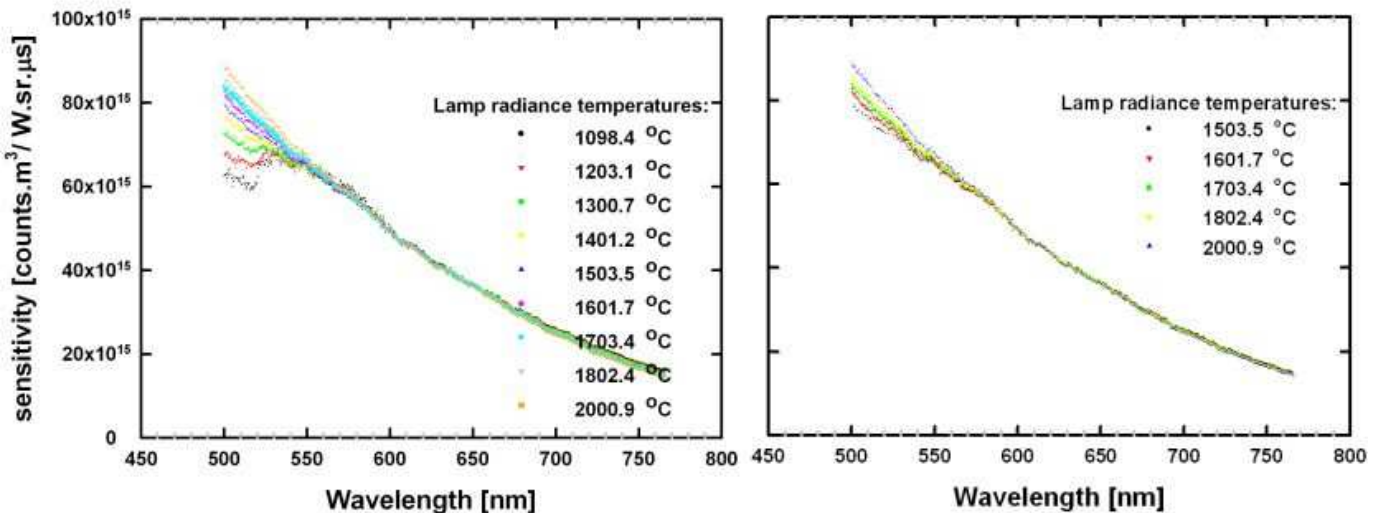 sensitivity [counts.m³/ W.sr.µs]
100x10¹⁵
80x10¹⁵
60x10¹⁵
40x10¹⁵
20x10¹⁵
0
450 500 550 600 650 700 750 800
Wavelength [nm]
Lamp radiance temperatures:
1098.4 °C
1203.1 °C
1300.7 °C
1401.2 °C
1503.5 °C
1601.7 °C
1703.4 °C
1802.4 °C
2000.9 °C
Lamp radiance temperatures:
1503.5 °C
1601.7 °C
1703.4 °C
1802.4 °C
2000.9 °C
450 500 550 600 650 700 750 800
Wavelength [nm]